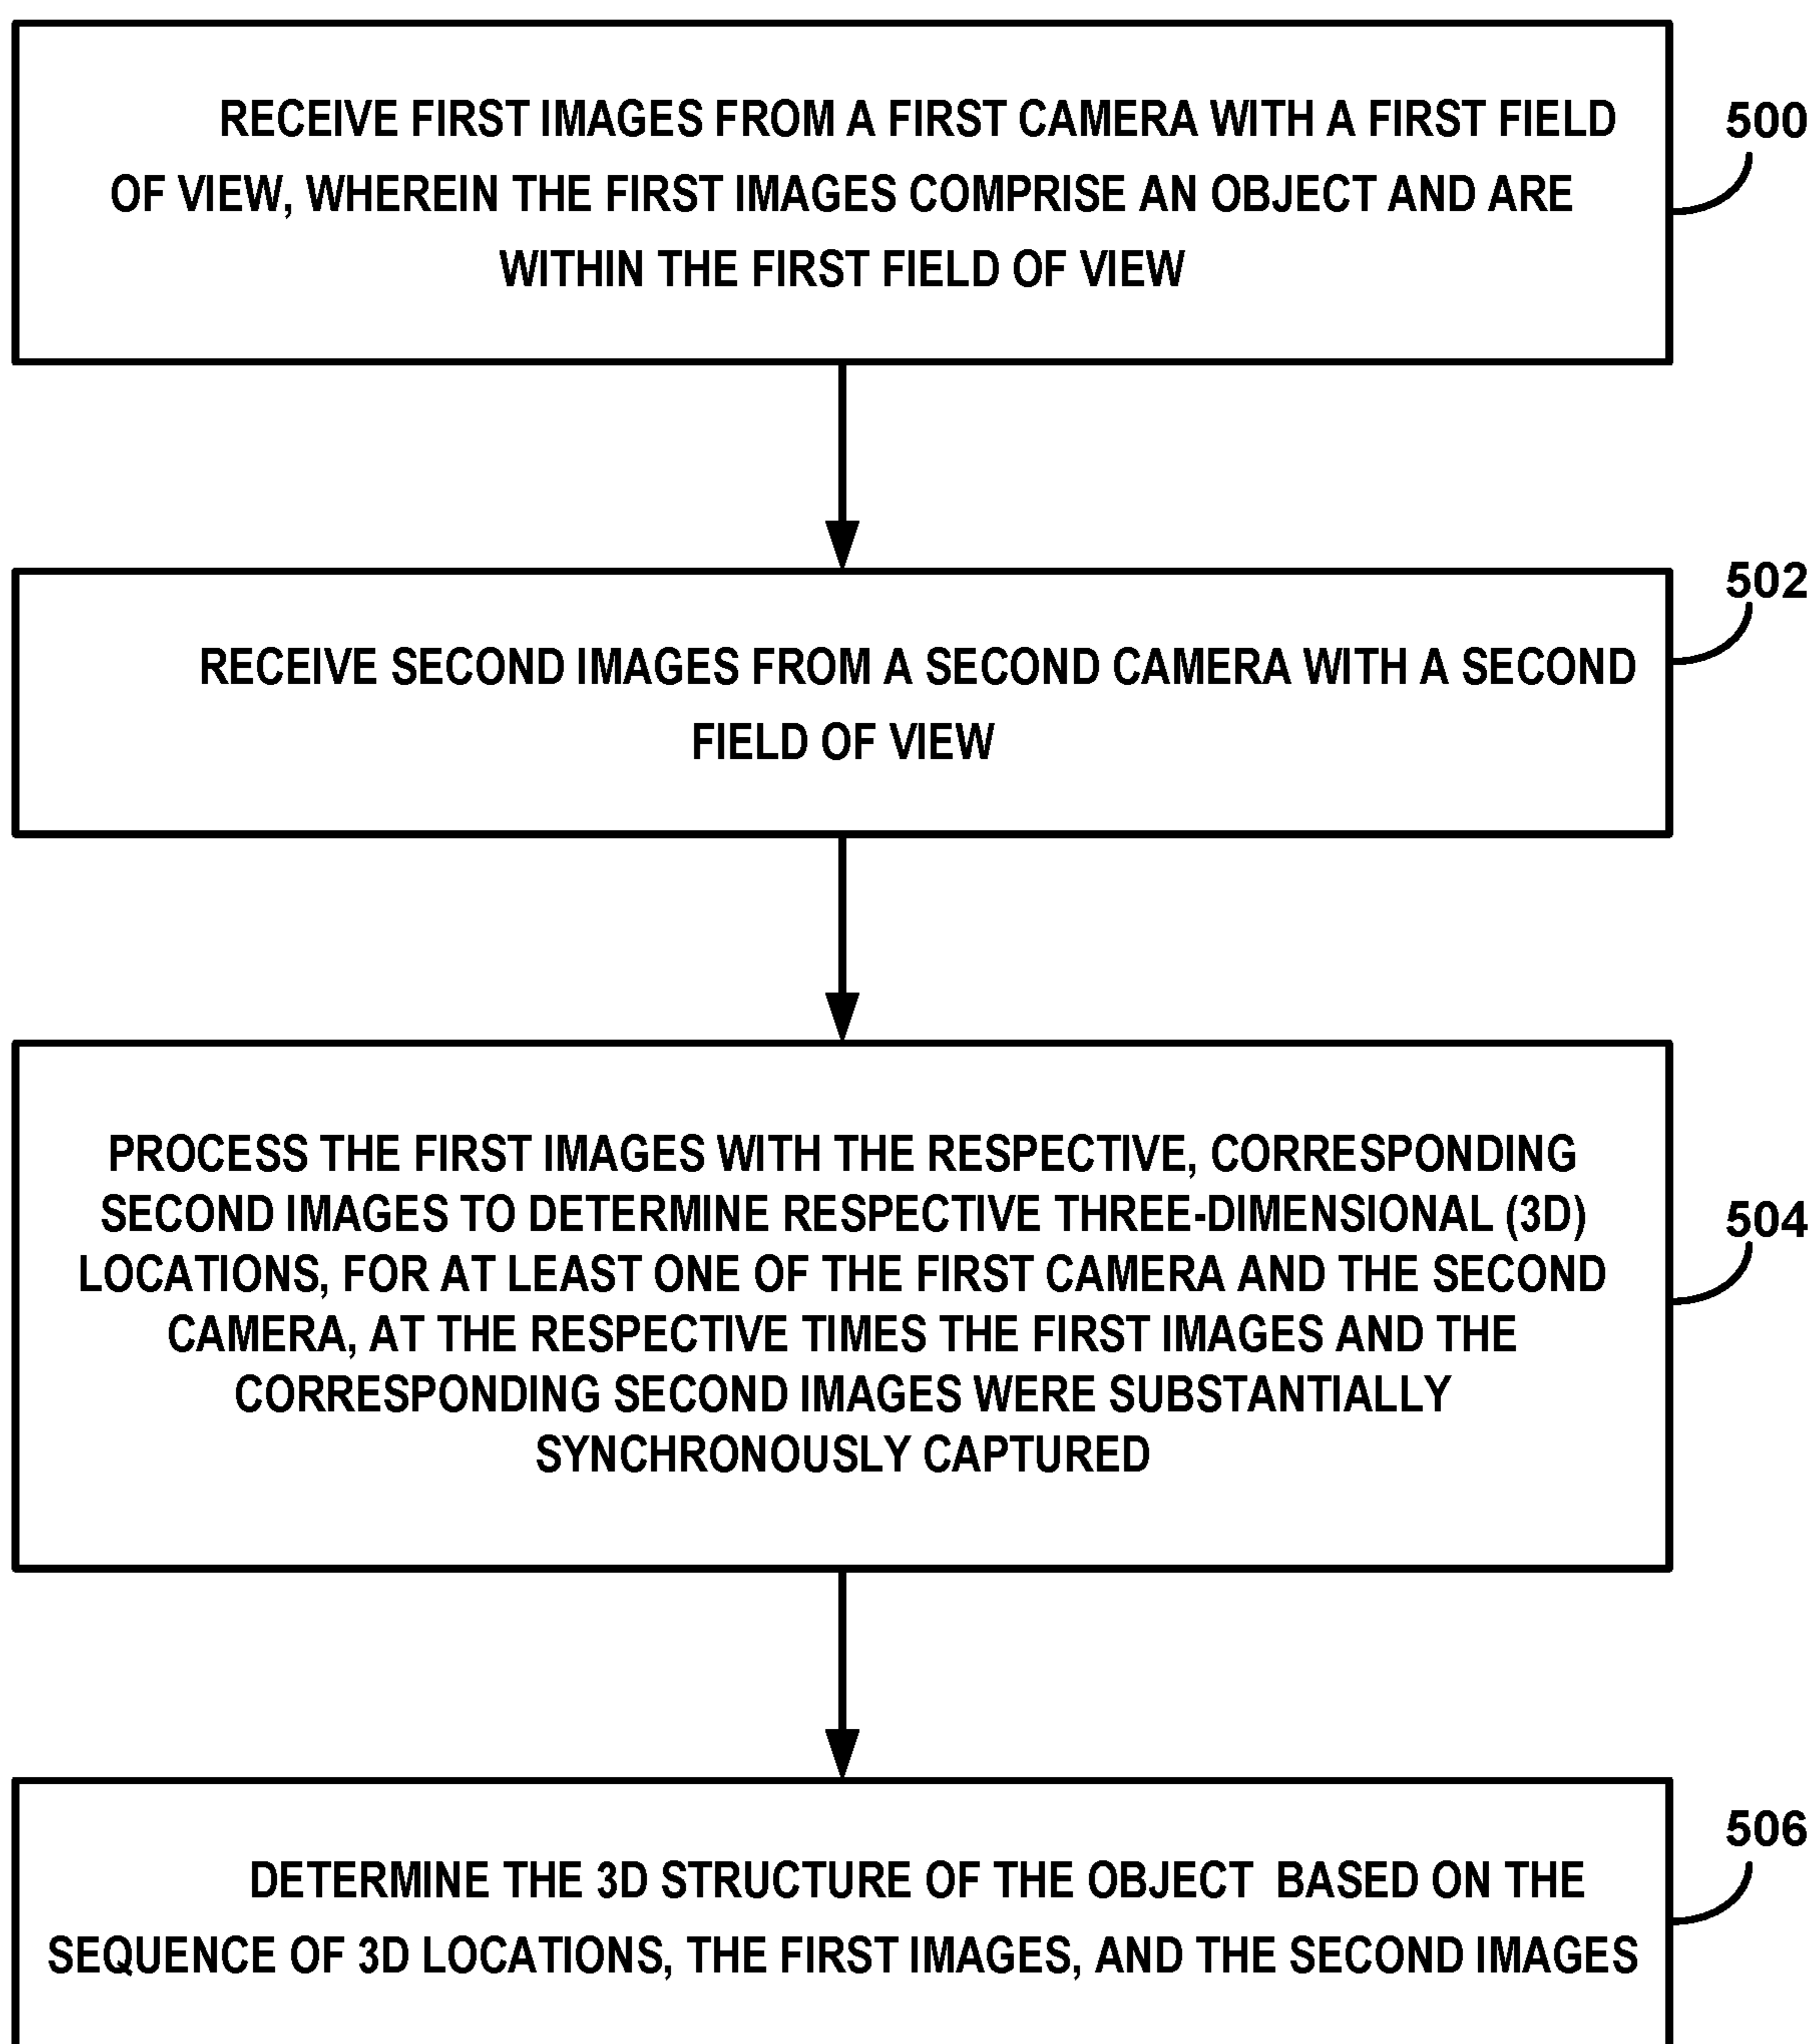 RECEIVE FIRST IMAGES FROM A FIRST CAMERA WITH A FIRST FIELD
OF VIEW, WHEREIN THE FIRST IMAGES COMPRISE AN OBJECT AND ARE
WITHIN THE FIRST FIELD OF VIEW
500
RECEIVE SECOND IMAGES FROM A SECOND CAMERA WITH A SECOND
FIELD OF VIEW
502
PROCESS THE FIRST IMAGES WITH THE RESPECTIVE, CORRESPONDING
SECOND IMAGES TO DETERMINE RESPECTIVE THREE-DIMENSIONAL (3D)
LOCATIONS, FOR AT LEAST ONE OF THE FIRST CAMERA AND THE SECOND
CAMERA, AT THE RESPECTIVE TIMES THE FIRST IMAGES AND THE
CORRESPONDING SECOND IMAGES WERE SUBSTANTIALLY
SYNCHRONOUSLY CAPTURED
504
DETERMINE THE 3D STRUCTURE OF THE OBJECT BASED ON THE
SEQUENCE OF 3D LOCATIONS, THE FIRST IMAGES, AND THE SECOND IMAGES
506